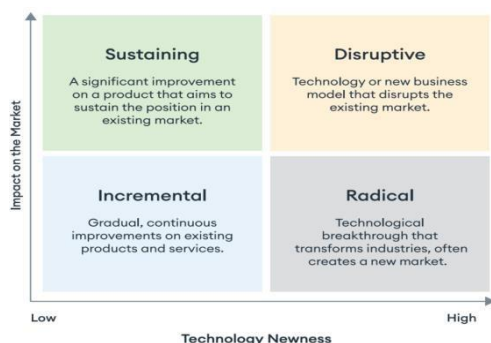 Impact on the Market
Sustaining
A significant improvement
on a product that aims to
sustain the position in an
existing market.
Disruptive
Technology or new business
model that disrupts the
existing market.
Incremental
Gradual, continuous
improvements on existing
products and services.
Radical
Technological
breakthrough that
transforms industries, often
creates a new market.
Low
High
Technology Newness